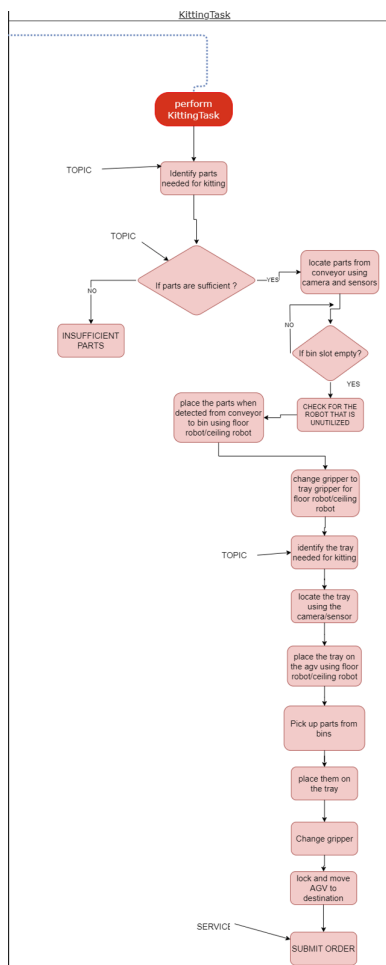 KittingTask
perform
KittingTask
TOPIC
Identify parts
needed for kitting
TOPIC
If parts are sufficient ?
YES
NO
INSUFFICIENT
PARTS
locate parts from
conveyor using
camera and sensors
NO
If bin slot empty?
YES
CHECK FOR THE
ROBOT THAT IS
UNUTILIZED
place the parts when
detected from conveyor
to bin using floor
robot/ceiling robot
change gripper to
tray gripper for
floor robot/ceiling
robot
TOPIC
identify the tray
needed for kitting
locate the tray
using the
camera/sensor
place the tray on
the agv using floor
robot/ceiling robot
Pick up parts from
bins
place them on
the tray
Change gripper
lock and move
AGV to
destination
SERVICE
SUBMIT ORDER